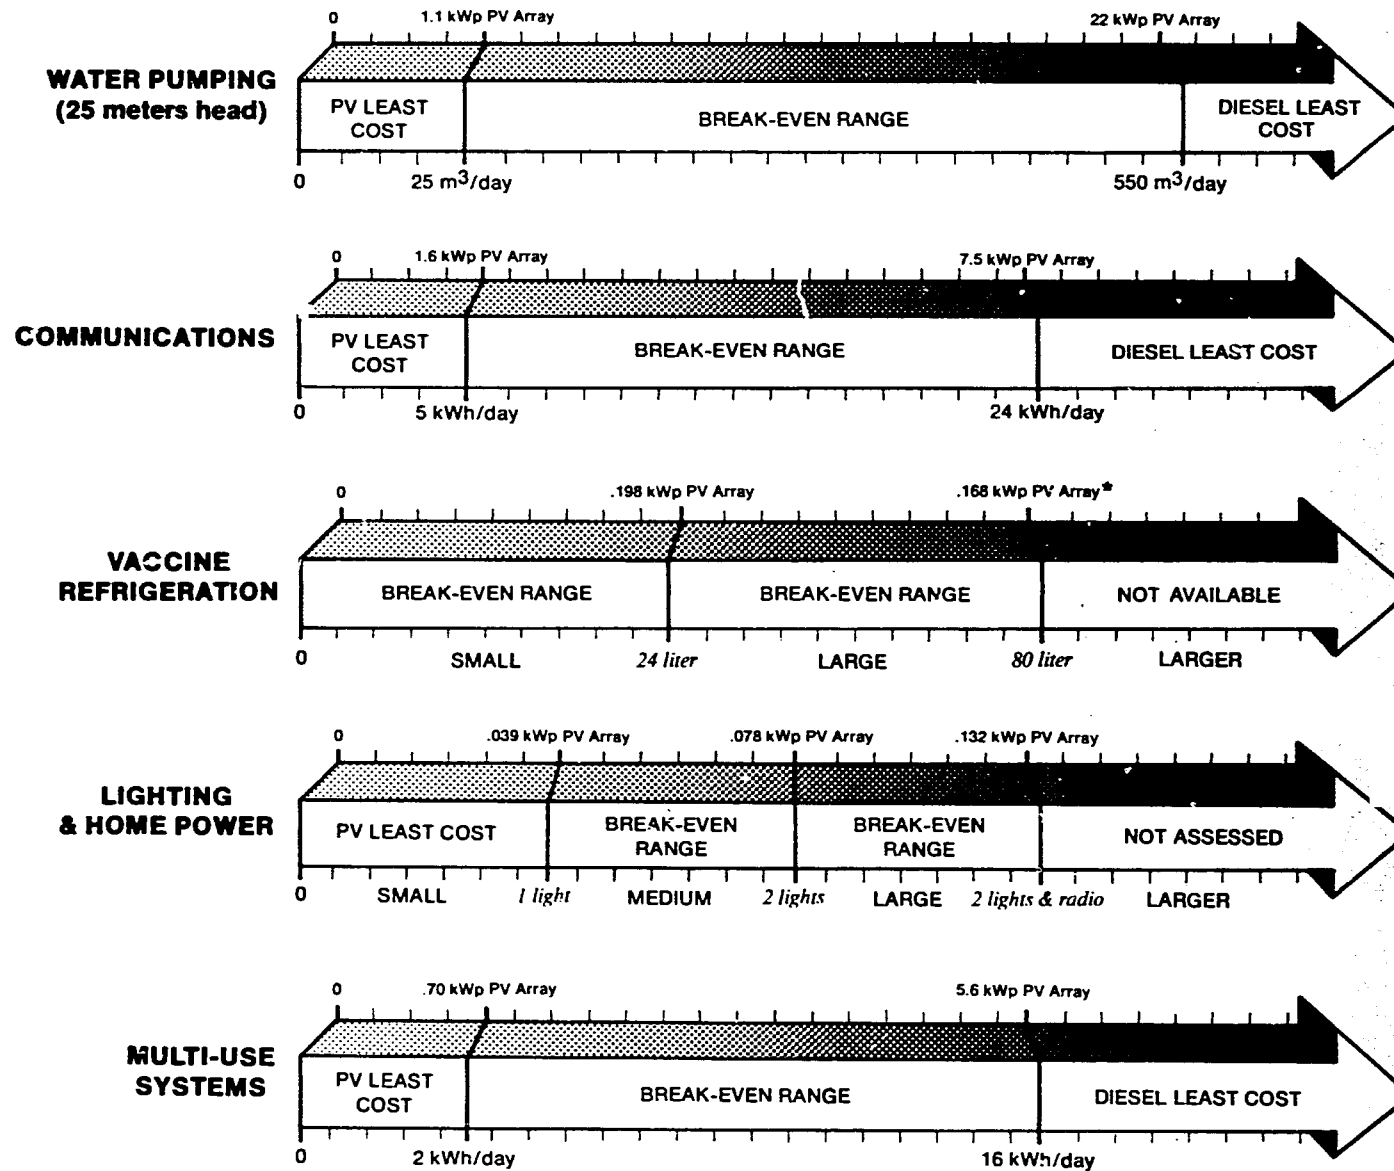 0 1.1 kWp PV Array 22 kWp PV Array
WATER PUMPING
(25 meters head)
PV LEAST
COST
BREAK-EVEN RANGE
DIESEL LEAST
COST
0 25 m³/day 550 m³/day
0 1.6 kWp PV Array 7.5 kWp PV Array
COMMUNICATIONS
PV LEAST
COST
BREAK-EVEN RANGE
DIESEL LEAST COST
0 5 kWh/day 24 kWh/day
0 .198 kWp PV Array .168 kWp PV Array*
VACCINE
REFRIGERATION
BREAK-EVEN RANGE BREAK-EVEN RANGE NOT AVAILABLE
0 SMALL 24 liter LARGE 80 liter LARGER
0 .039 kWp PV Array .078 kWp PV Array .132 kWp PV Array
LIGHTING
& HOME POWER
PV LEAST COST
BREAK-EVEN
RANGE
BREAK-EVEN
RANGE
NOT ASSESSED
0 SMALL 1 light MEDIUM 2 lights LARGE 2 lights & radio LARGER
0 .70 kWp PV Array 5.6 kWp PV Array
MULTI-USE
SYSTEMS
PV LEAST
COST
BREAK-EVEN RANGE
DIESEL LEAST COST
0 2 kWh/day 16 kWh/day